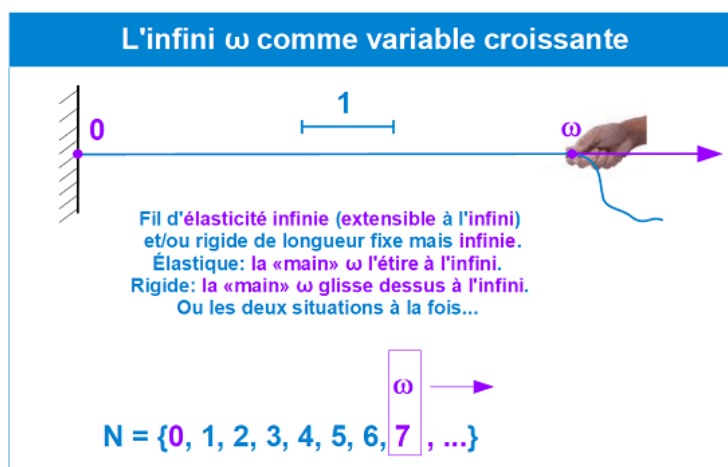 L'infini ω comme variable croissante
1
0
ω
Fil d'élasticité infinie (extensible à l'infini)
et/ou rigide de longueur fixe mais infinie.
Élastique: la «main» ω l'étire à l'infini.
Rigide: la «main» ω glisse dessus à l'infini.
Ou les deux situations à la fois...
ω
N = {0, 1, 2, 3, 4, 5, 6, 7 , ...}